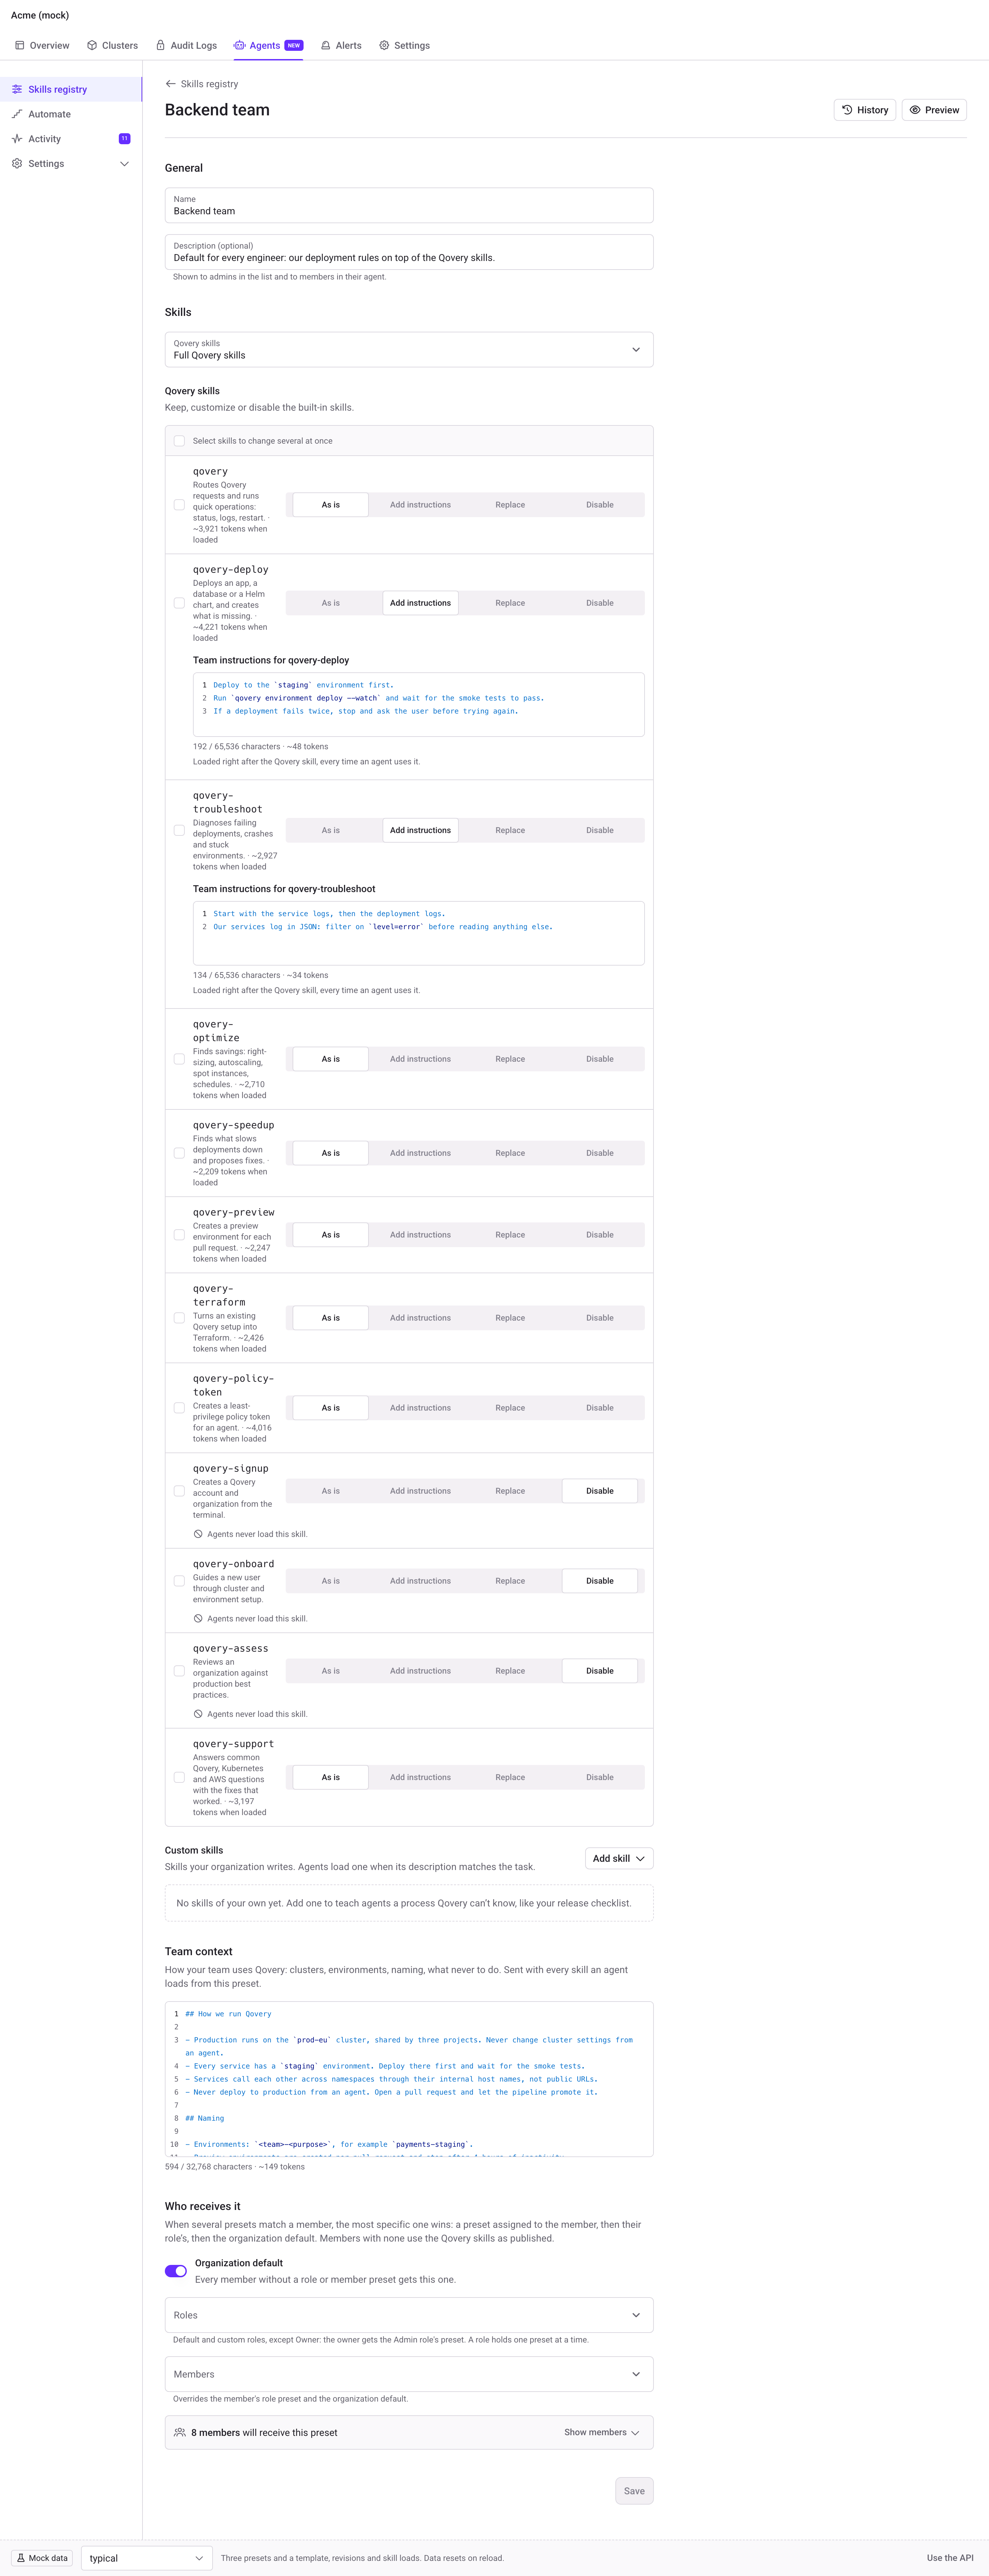 Acme (mock)
Overview
Clusters
Audit Logs
Agents
NEW
Alerts
Settings
Skills registry
Automate
Activity
11
Settings
Skills registry
Backend team
History
Preview
General
Name
Backend team
Description (optional)
Default for every engineer: our deployment rules on top of the Qovery skills.
Shown to admins in the list and to members in their agent.
Skills
Qovery skills
Full Qovery skills
Qovery skills
Keep, customize or disable the built-in skills.
Select skills to change several at once
qovery
Routes Qovery
requests and runs
quick operations:
status, logs, restart. ·
~3,921 tokens when
loaded
As is
Add instructions
Replace
Disable
qovery-deploy
Deploys an app, a
database or a Helm
chart, and creates
what is missing. ·
~4,221 tokens when
loaded
As is
Add instructions
Replace
Disable
Team instructions for qovery-deploy
1 Deploy to the `staging` environment first.
2 Run `qovery environment deploy --watch` and wait for the smoke tests to pass.
3 If a deployment fails twice, stop and ask the user before trying again.
192 / 65,536 characters · ~48 tokens
Loaded right after the Qovery skill, every time an agent uses it.
qovery-
troubleshoot
Diagnoses failing
deployments, crashes
and stuck
environments. · ~2,927
tokens when loaded
As is
Add instructions
Replace
Disable
Team instructions for qovery-troubleshoot
1 Start with the service logs, then the deployment logs.
2 Our services log in JSON: filter on `level=error` before reading anything else.
134 / 65,536 characters · ~34 tokens
Loaded right after the Qovery skill, every time an agent uses it.
qovery-
optimize
Finds savings: right-
sizing, autoscaling,
spot instances,
schedules. · ~2,710
tokens when loaded
As is
Add instructions
Replace
Disable
qovery-speedup
Finds what slows
deployments down
and proposes fixes. ·
~2,209 tokens when
loaded
As is
Add instructions
Replace
Disable
qovery-preview
Creates a preview
environment for each
pull request. · ~2,247
tokens when loaded
As is
Add instructions
Replace
Disable
qovery-
terraform
Turns an existing
Qovery setup into
Terraform. · ~2,426
tokens when loaded
As is
Add instructions
Replace
Disable
qovery-policy-
token
Creates a least-
privilege policy token
for an agent. · ~4,016
tokens when loaded
As is
Add instructions
Replace
Disable
qovery-signup
Creates a Qovery
account and
organization from the
terminal.
As is
Add instructions
Replace
Disable
Agents never load this skill.
qovery-onboard
Guides a new user
through cluster and
environment setup.
As is
Add instructions
Replace
Disable
Agents never load this skill.
qovery-assess
Reviews an
organization against
production best
practices.
As is
Add instructions
Replace
Disable
Agents never load this skill.
qovery-support
Answers common
Qovery, Kubernetes
and AWS questions
with the fixes that
worked. · ~3,197
tokens when loaded
As is
Add instructions
Replace
Disable
Custom skills
Skills your organization writes. Agents load one when its description matches the task.
Add skill
No skills of your own yet. Add one to teach agents a process Qovery can't know, like your release checklist.
Team context
How your team uses Qovery: clusters, environments, naming, what never to do. Sent with every skill an agent
loads from this preset.
1 ## How we run Qovery
2
3 - Production runs on the `prod-eu` cluster, shared by three projects. Never change cluster settings from
an agent.
4 - Every service has a `staging` environment. Deploy there first and wait for the smoke tests.
5 - Services call each other across namespaces through their internal host names, not public URLs.
6 - Never deploy to production from an agent. Open a pull request and let the pipeline promote it.
7
8 ## Naming
9
10 - Environments: `<team>-<purpose>`, for example `payments-staging`.
594 / 32,768 characters · ~149 tokens
Who receives it
When several presets match a member, the most specific one wins: a preset assigned to the member, then their
role's, then the organization default. Members with none use the Qovery skills as published.
Organization default
Every member without a role or member preset gets this one.
Roles
Default and custom roles, except Owner: the owner gets the Admin role's preset. A role holds one preset at a time.
Members
Overrides the member's role preset and the organization default.
8 members will receive this preset
Show members
Save
Mock data
typical
Three presets and a template, revisions and skill loads. Data resets on reload.
Use the API